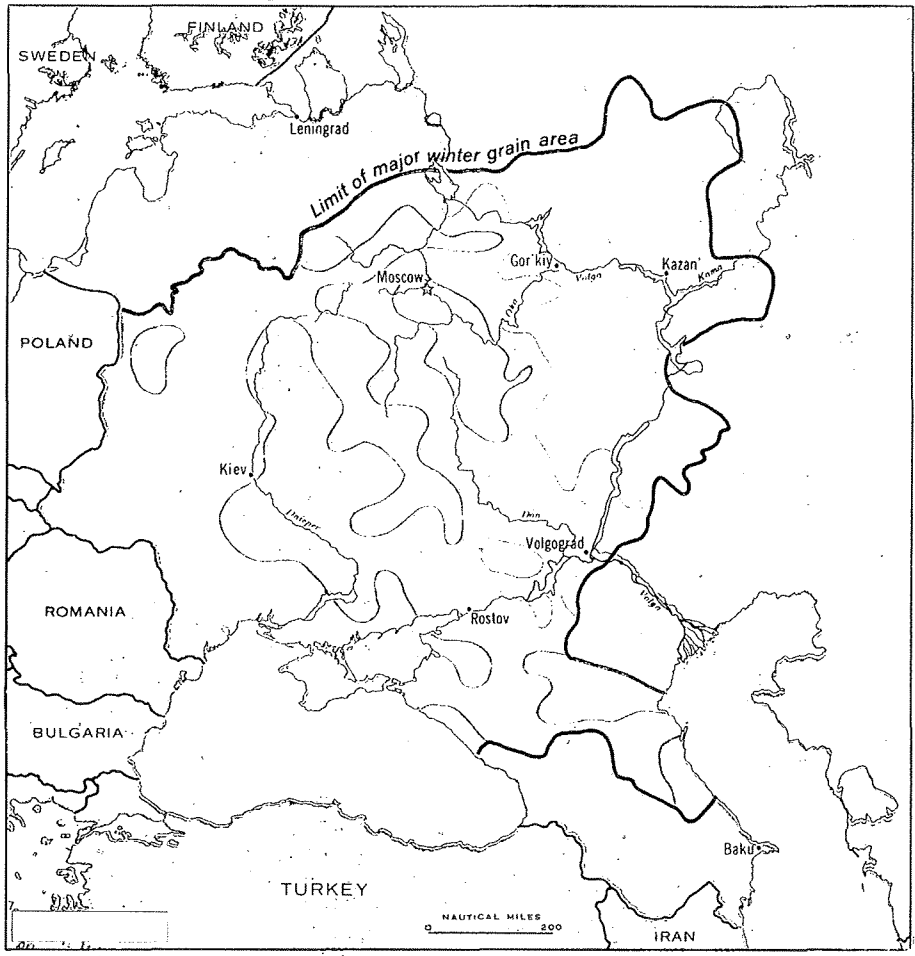 FINLAND
SWEDEN
Leningrad
Limit of major winter grain area
Gor'kiy
Kazan'
Volga
Kama
Moscow
Oka
POLAND
Kiev
Dnieper
Don
Volgograd
Volga
ROMANIA
Rostov
BULGARIA
Baku
TURKEY
NAUTICAL MILES
0 200
IRAN